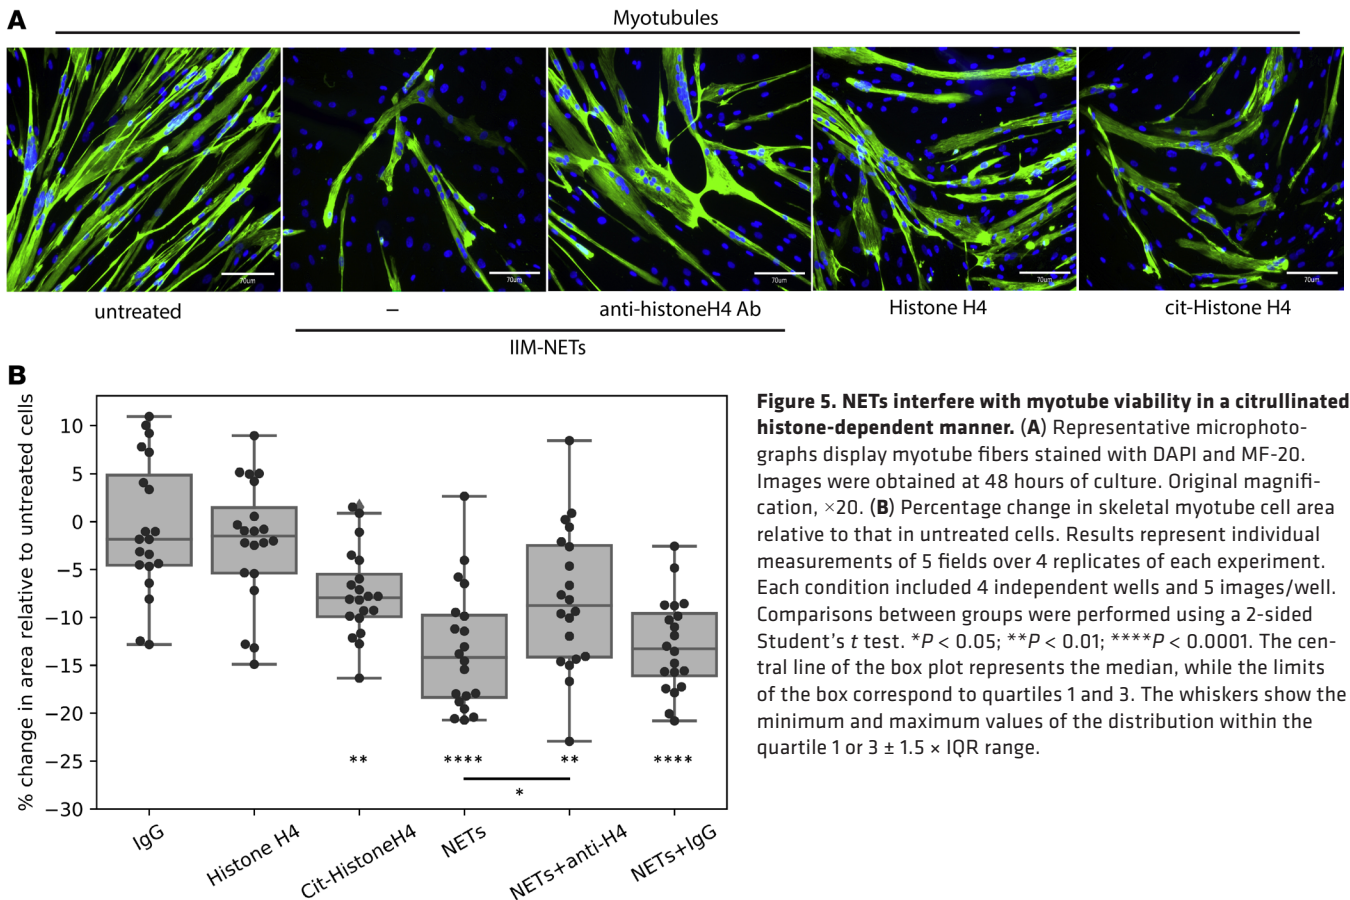 A
Myotubules
70um
70um
70um
70um
70um
untreated
–
anti-histoneH4 Ab
Histone H4
cit-Histone H4
IIM-NETs
B
% change in area relative to untreated cells
10
5
0
−5
−10
−15
−20
−25
−30
**
****
**
****
*
IgG
Histone H4
Cit-HistoneH4
NETs
NETs+anti-H4
NETs+IgG
Figure 5. NETs interfere with myotube viability in a citrullinated
histone-dependent manner. (A) Representative microphoto-
graphs display myotube fibers stained with DAPI and MF-20.
Images were obtained at 48 hours of culture. Original magnifi-
cation, ×20. (B) Percentage change in skeletal myotube cell area
relative to that in untreated cells. Results represent individual
measurements of 5 fields over 4 replicates of each experiment.
Each condition included 4 independent wells and 5 images/well.
Comparisons between groups were performed using a 2-sided
Student’s t test. *P < 0.05; **P < 0.01; ****P < 0.0001. The cen-
tral line of the box plot represents the median, while the limits
of the box correspond to quartiles 1 and 3. The whiskers show the
minimum and maximum values of the distribution within the
quartile 1 or 3 ± 1.5 × IQR range.